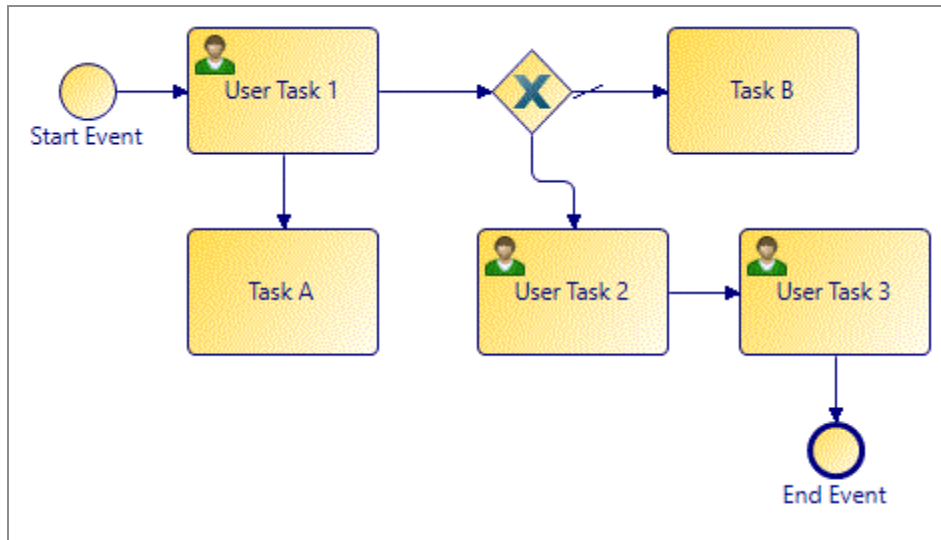 User Task 1
Task B
Start Event
Task A
User Task 2
User Task 3
End Event